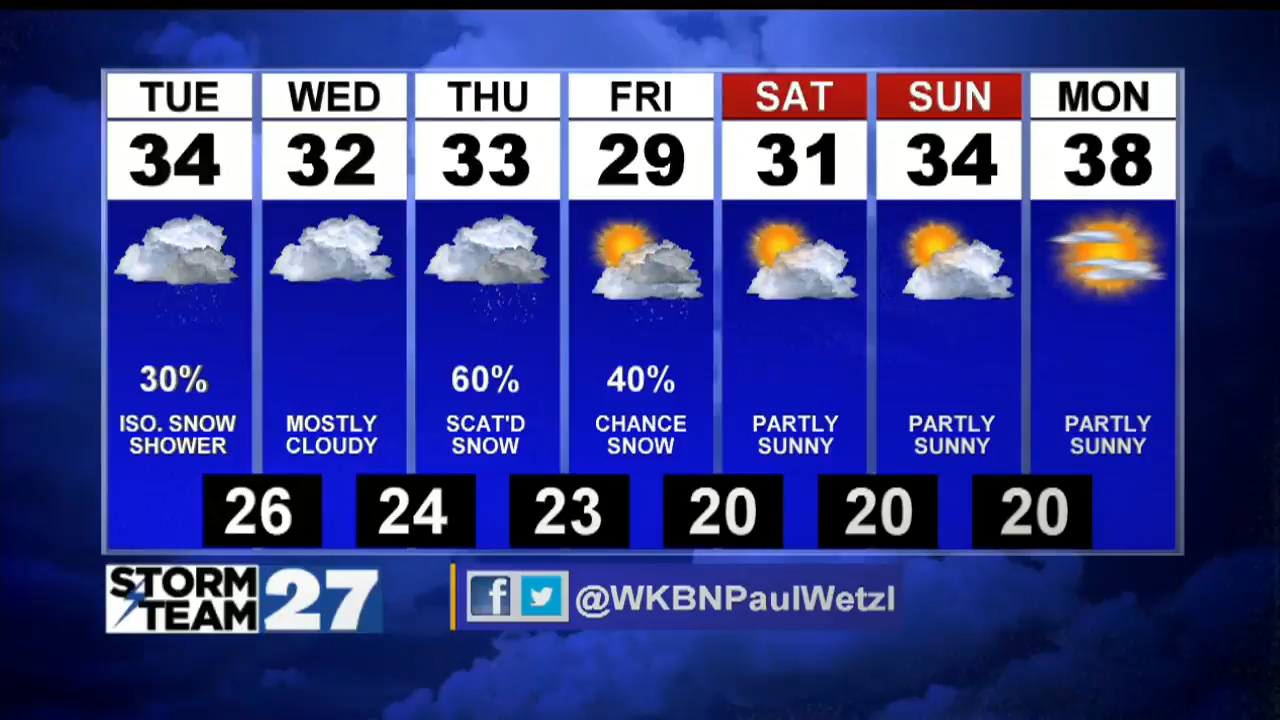 TUE WED THU FRI SAT SUN MON
34 32 33 29 31 34 38
30% 60% 40%
ISO. SNOW MOSTLY SCAT'D CHANCE PARTLY PARTLY PARTLY
SHOWER CLOUDY SNOW SNOW SUNNY SUNNY SUNNY
26 24 23 20 20 20
STORM
TEAM 27
f @WKBNPaulWetzl